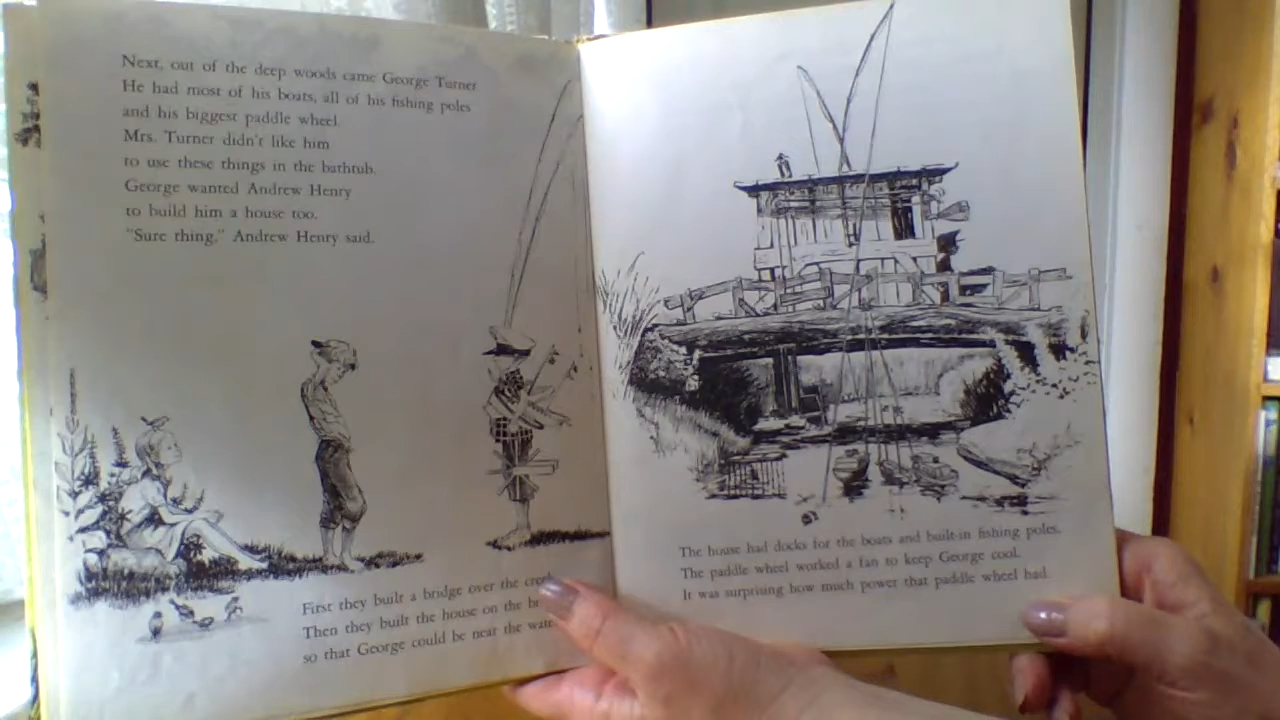 Next, out of the deep woods came George Turner
He had most of his boats, all of his fishing poles
and his biggest paddle wheel.
Mrs. Turner didn't like him
to use these things in the bathtub.
George wanted Andrew Henry
to build him a house too.
"Sure thing," Andrew Henry said.
First they built a bridge over the
Then they built the house on the
so that George could be near the
The house had docks for the boats and built-in fishing poles.
The paddle wheel worked a fan to keep George cool.
It was surprising how much power that paddle wheel had.